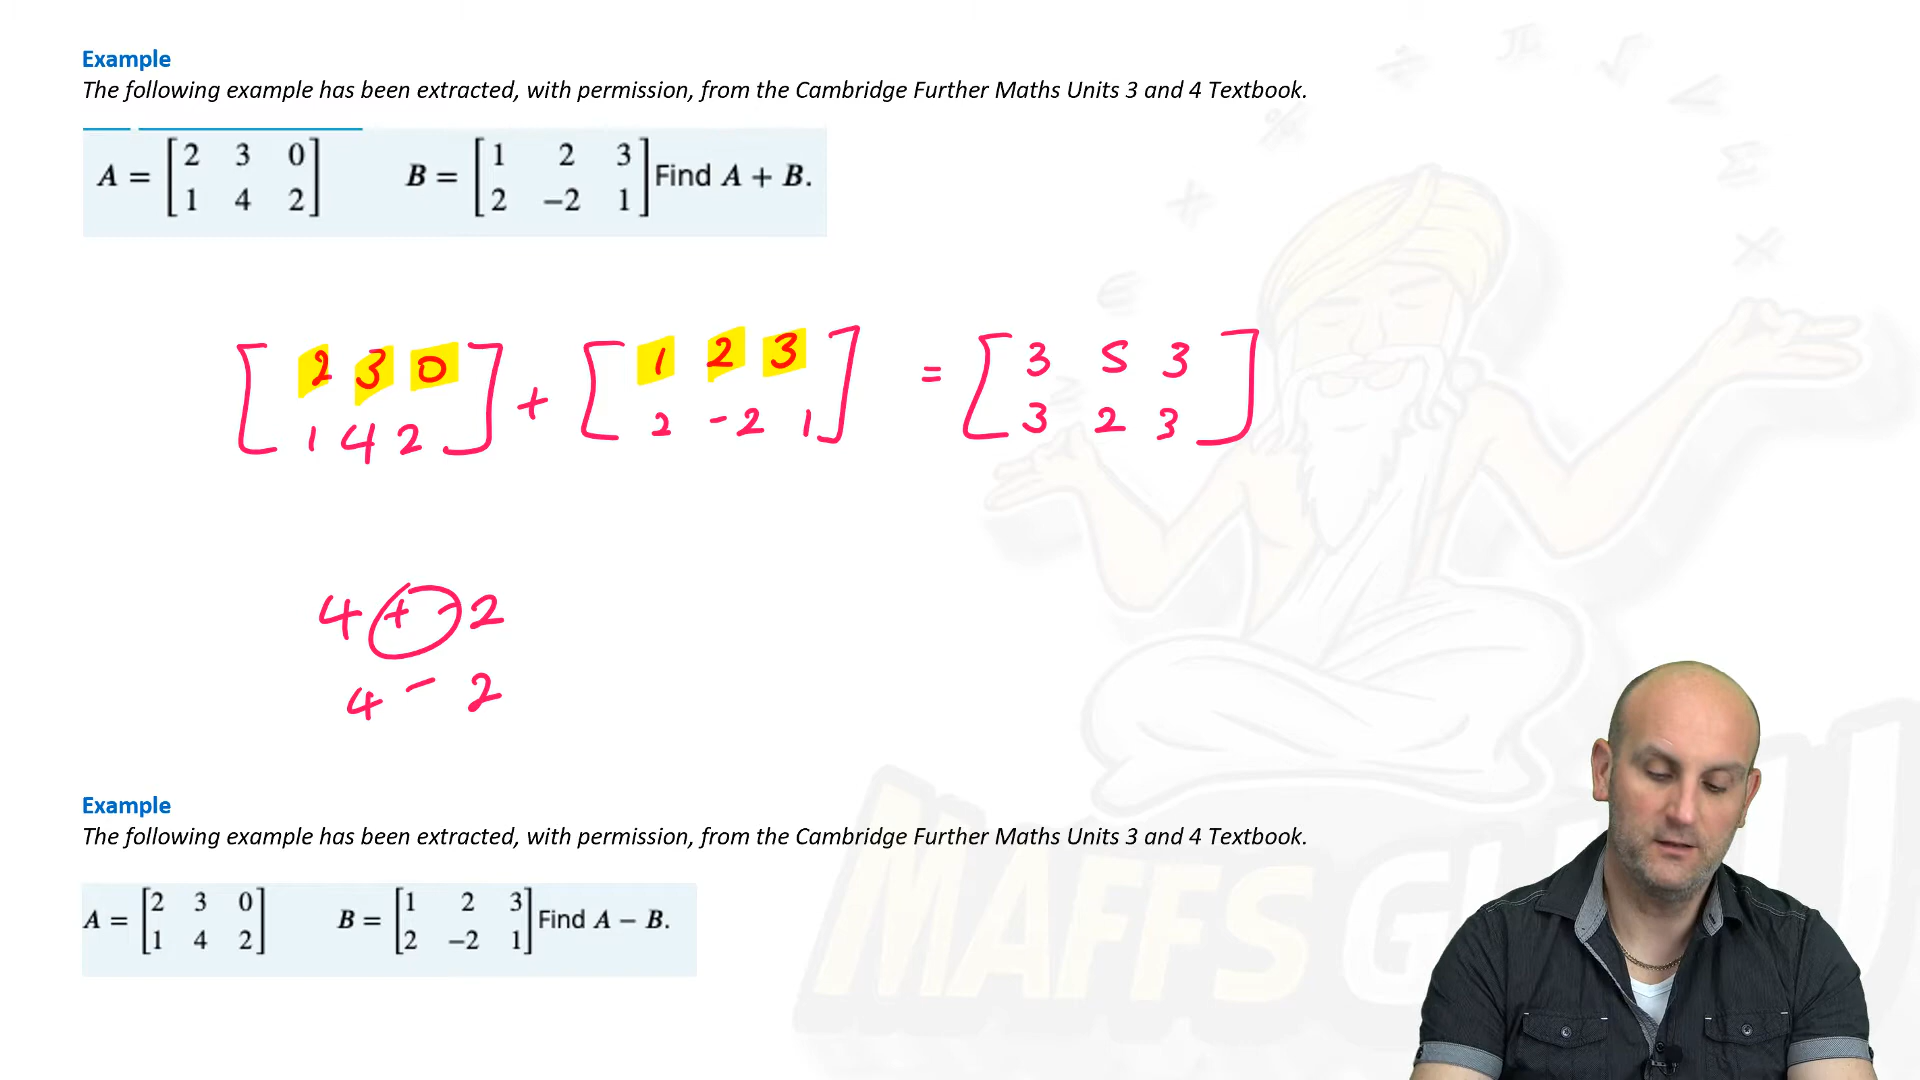 Example
The following example has been extracted, with permission, from the Cambridge Further Maths Units 3 and 4 Textbook.
A = [2 3 0] B = [1 2 3] Find A + B.
[1 4 2] [2 −2 1]
[2 3 0] + [1 2 3] = [3 5 3]
[1 4 2] [2 -2 1] [3 2 3]
4 + - 2
4 - 2
Example
The following example has been extracted, with permission, from the Cambridge Further Maths Units 3 and 4 Textbook.
A = [2 3 0] B = [1 2 3] Find A − B.
[1 4 2] [2 −2 1]
MAFFS GU